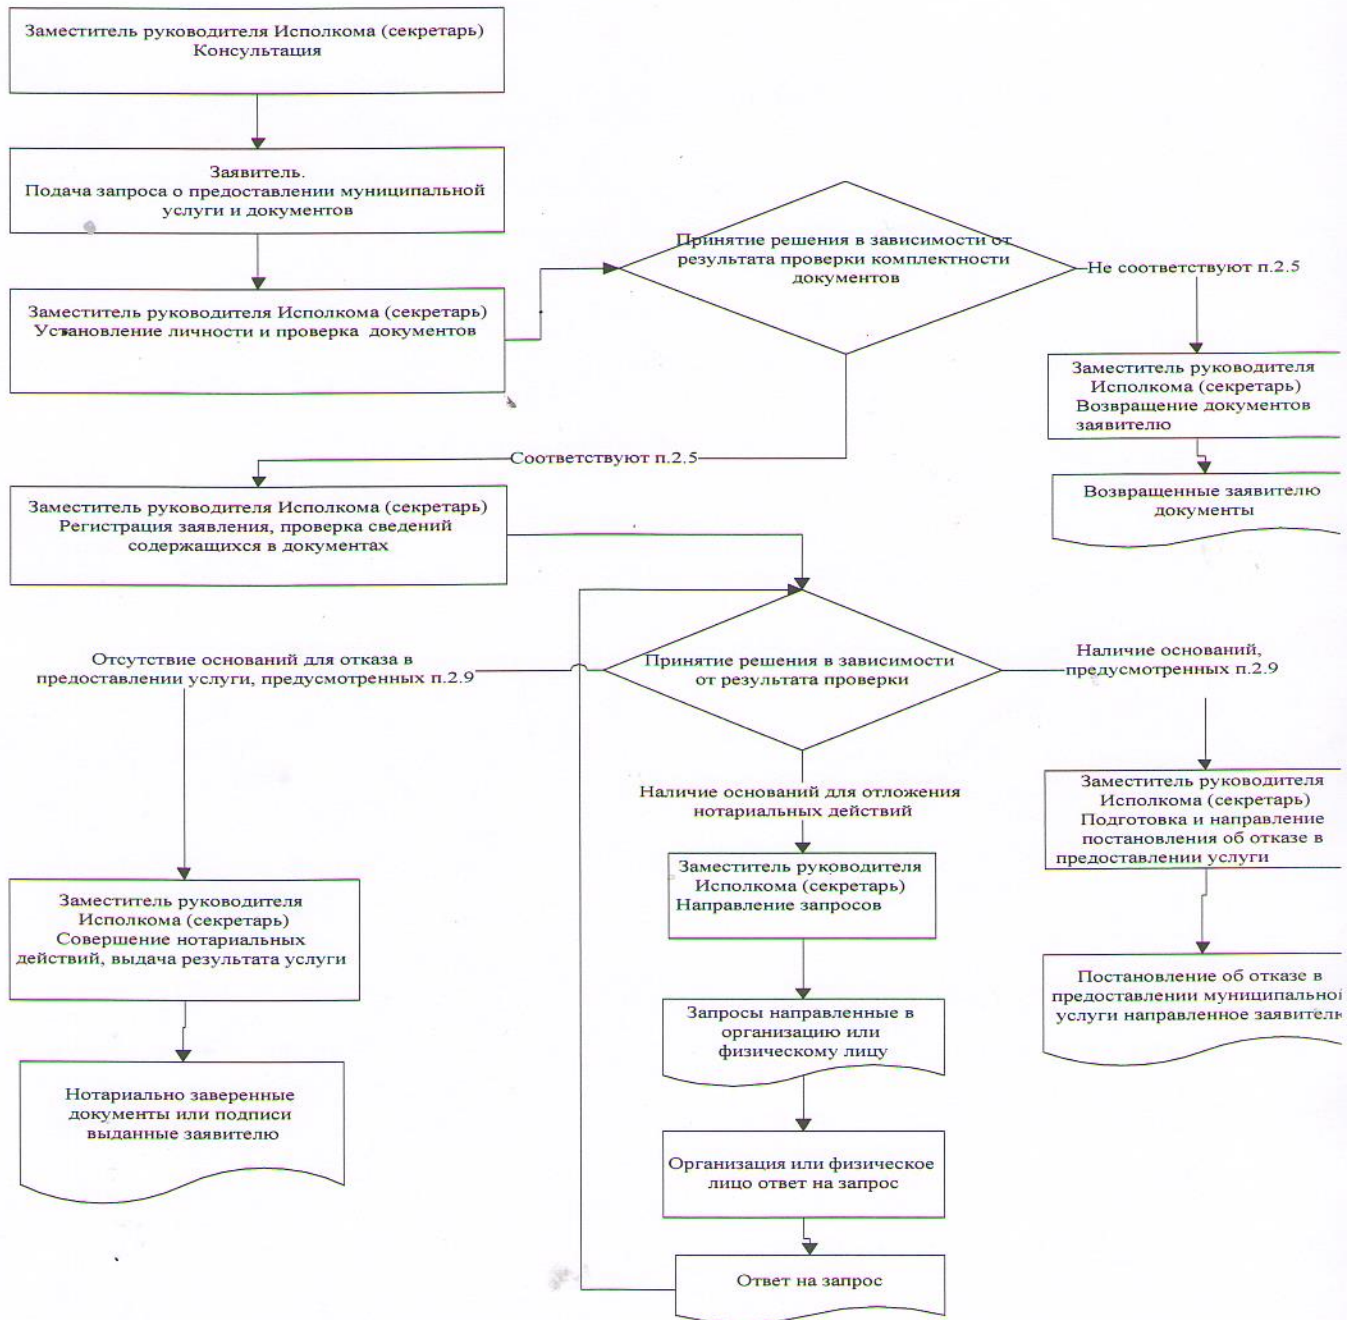 Заместитель руководителя Исполкома (секретарь)
Консультация
Заявитель.
Подача запроса о предоставлении муниципальной
услуги и документов
Заместитель руководителя Исполкома (секретарь)
Установление личности и проверка документов
Принятие решения в зависимости от
результата проверки комплектности
документов
Не соответствуют п.2.5
Заместитель руководителя
Исполкома (секретарь)
Возвращение документов
заявителю
Возвращенные заявителю
документы
Соответствуют п.2.5
Заместитель руководителя Исполкома (секретарь)
Регистрация заявления, проверка сведений
содержащихся в документах
Принятие решения в зависимости
от результата проверки
Отсутствие оснований для отказа в
предоставлении услуги, предусмотренных п.2.9
Наличие оснований,
предусмотренных п.2.9
Наличие оснований для отложения
нотариальных действий
Заместитель руководителя
Исполкома (секретарь)
Совершение нотариальных
действий, выдача результата услуги
Нотариально заверенные
документы или подписи
выданные заявителю
Заместитель руководителя
Исполкома (секретарь)
Направление запросов
Запросы направленные в
организацию или
физическому лицу
Организация или физическое
лицо ответ на запрос
Ответ на запрос
Заместитель руководителя
Исполкома (секретарь)
Подготовка и направление
постановления об отказе в
предоставлении услуги
Постановление об отказе в
предоставлении муниципальной
услуги направленное заявител